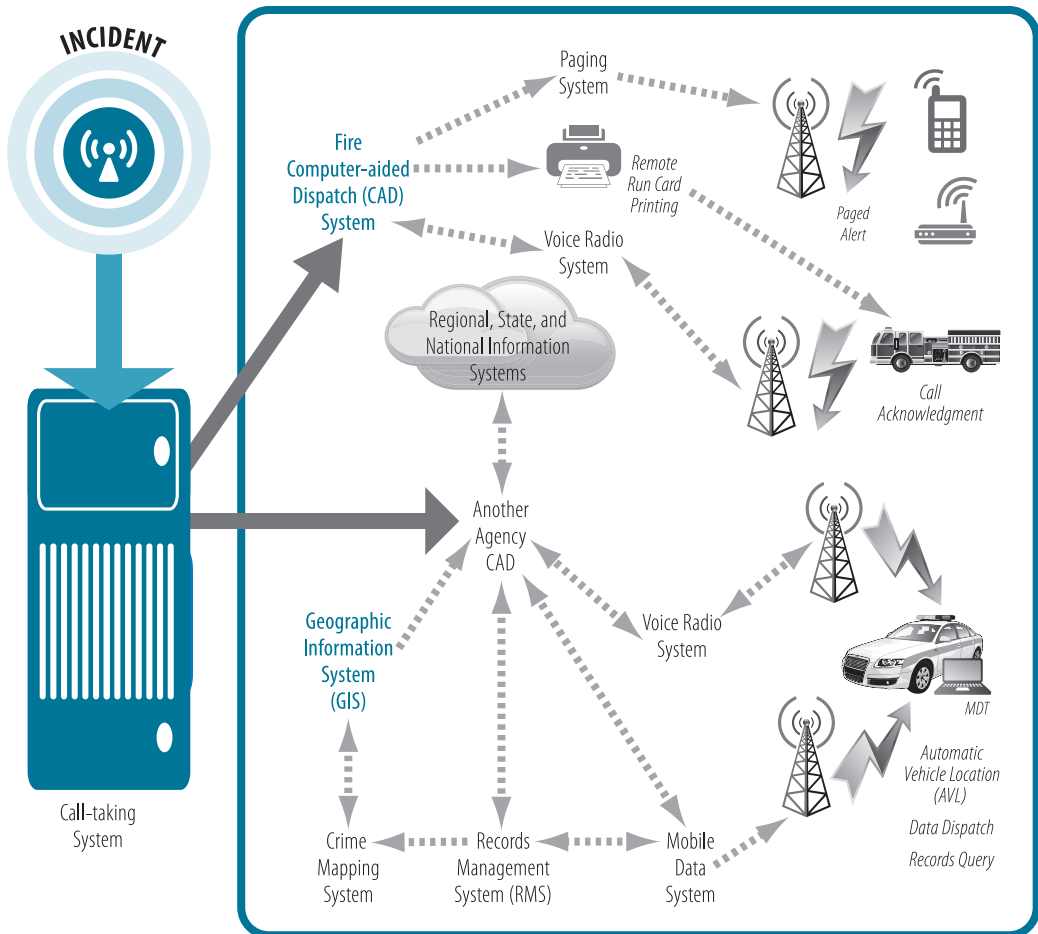 INCIDENT
Call-taking
System
Fire
Computer-aided
Dispatch (CAD)
System
Paging
System
Remote
Run Card
Printing
Paged
Alert
Voice Radio
System
Regional, State, and
National Information
Systems
Call
Acknowledgment
Another
Agency
CAD
Geographic
Information
System
(GIS)
Voice Radio
System
MDT
Automatic
Vehicle Location
(AVL)
Data Dispatch
Records Query
Crime
Mapping
System
Records
Management
System (RMS)
Mobile
Data
System